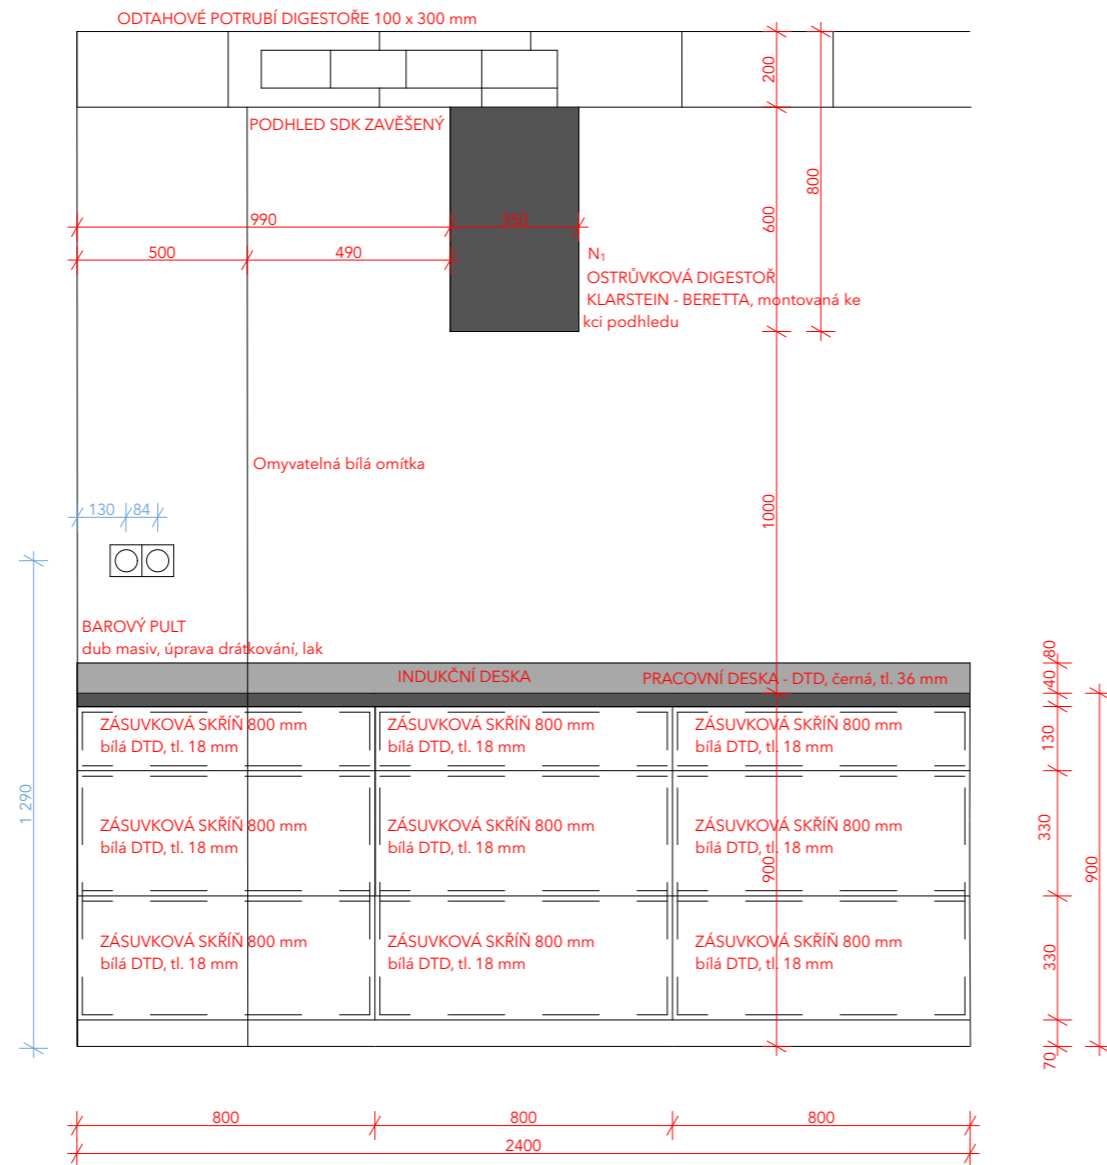 ODTAHOVÉ POTRUBÍ DIGESTOŘE 100 x 300 mm
200
PODHLED SDK ZAVĚŠENÝ
800
990
350
600
500
490
N₁
OSTRŮVKOVÁ DIGESTOŘ
KLARSTEIN - BERETTA, montovaná ke
kci podhledu
Omyvatelná bílá omítka
130
84
1000
BAROVÝ PULT
dub masiv, úprava drátkování, lak
80
INDUKČNÍ DESKA
PRACOVNÍ DESKA - DTD, černá, tl. 36 mm
40
ZÁSUVKOVÁ SKŘÍŇ 800 mm
bílá DTD, tl. 18 mm
ZÁSUVKOVÁ SKŘÍŇ 800 mm
bílá DTD, tl. 18 mm
ZÁSUVKOVÁ SKŘÍŇ 800 mm
bílá DTD, tl. 18 mm
130
1 290
ZÁSUVKOVÁ SKŘÍŇ 800 mm
bílá DTD, tl. 18 mm
ZÁSUVKOVÁ SKŘÍŇ 800 mm
bílá DTD, tl. 18 mm
ZÁSUVKOVÁ SKŘÍŇ 800 mm
bílá DTD, tl. 18 mm
330
900
900
ZÁSUVKOVÁ SKŘÍŇ 800 mm
bílá DTD, tl. 18 mm
ZÁSUVKOVÁ SKŘÍŇ 800 mm
bílá DTD, tl. 18 mm
ZÁSUVKOVÁ SKŘÍŇ 800 mm
bílá DTD, tl. 18 mm
330
70
800
800
800
2400